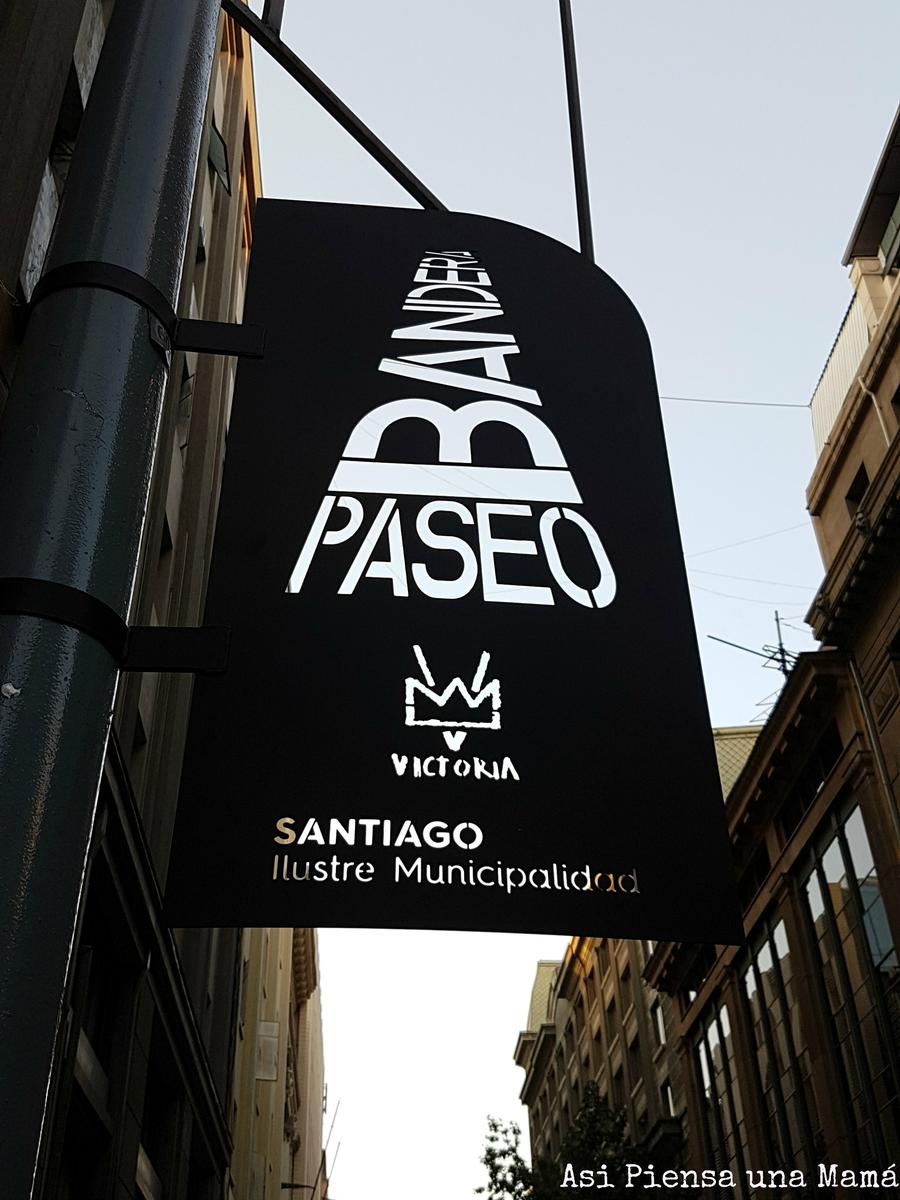 BANDERA
PASEO
VICTORIA
SANTIAGO
Ilustre Municipalidad
Asi Piensa una Mamá